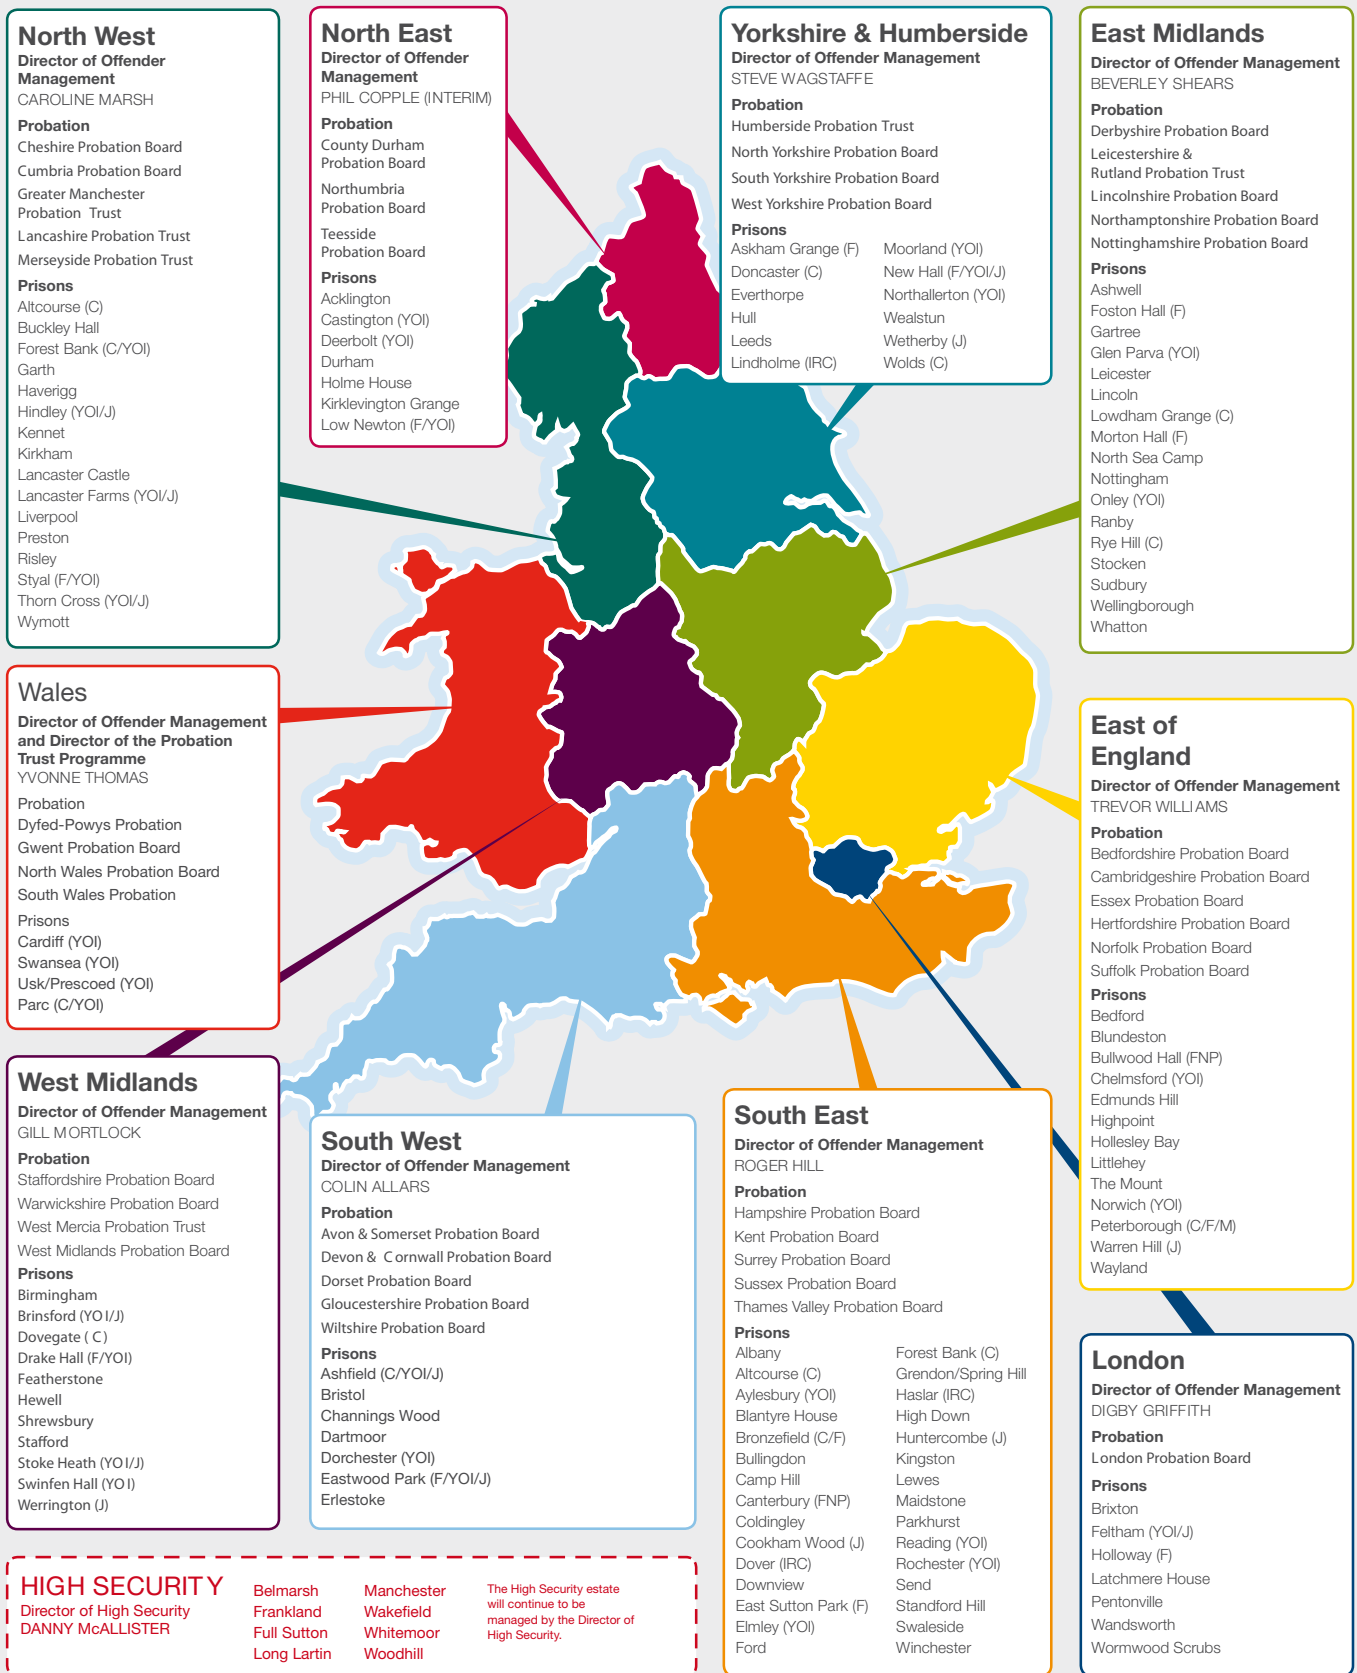 North West
Director of Offender
Management
CAROLINE MARSH
Probation
Cheshire Probation Board
Cumbria Probation Board
Greater Manchester
Probation Trust
Lancashire Probation Trust
Merseyside Probation Trust
Prisons
Altcourse (C)
Buckley Hall
Forest Bank (C/YOI)
Garth
Haverigg
Hindley (YOI/J)
Kennet
Kirkham
Lancaster Castle
Lancaster Farms (YOI/J)
Liverpool
Preston
Risley
Styal (F/YOI)
Thorn Cross (YOI/J)
Wymott
North East
Director of Offender
Management
PHIL COPPLE (INTERIM)
Probation
County Durham
Probation Board
Northumbria
Probation Board
Teesside
Probation Board
Prisons
Acklington
Castington (YOI)
Deerbolt (YOI)
Durham
Holme House
Kirklevington Grange
Low Newton (F/YOI)
Yorkshire & Humberside
Director of Offender Management
STEVE WAGSTAFFE
Probation
Humberside Probation Trust
North Yorkshire Probation Board
South Yorkshire Probation Board
West Yorkshire Probation Board
Prisons
Askham Grange (F)
Doncaster (C)
Everthorpe
Hull
Leeds
Lindholme (IRC)
Moorland (YOI)
New Hall (F/YOI/J)
Northallerton (YOI)
Wealstun
Wetherby (J)
Wolds (C)
East Midlands
Director of Offender Management
BEVERLEY SHEARS
Probation
Derbyshire Probation Board
Leicestershire &
Rutland Probation Trust
Lincolnshire Probation Board
Northamptonshire Probation Board
Nottinghamshire Probation Board
Prisons
Ashwell
Foston Hall (F)
Gartree
Glen Parva (YOI)
Leicester
Lincoln
Lowdham Grange (C)
Morton Hall (F)
North Sea Camp
Nottingham
Onley (YOI)
Ranby
Rye Hill (C)
Stocken
Sudbury
Wellingborough
Whatton
Wales
Director of Offender Management
and Director of the Probation
Trust Programme
YVONNE THOMAS
Probation
Dyfed-Powys Probation
Gwent Probation Board
North Wales Probation Board
South Wales Probation
Prisons
Cardiff (YOI)
Swansea (YOI)
Usk/Prescoed (YOI)
Parc (C/YOI)
East of
England
Director of Offender Management
TREVOR WILLIAMS
Probation
Bedfordshire Probation Board
Cambridgeshire Probation Board
Essex Probation Board
Hertfordshire Probation Board
Norfolk Probation Board
Suffolk Probation Board
Prisons
Bedford
Blundeston
Bullwood Hall (FNP)
Chelmsford (YOI)
Edmunds Hill
Highpoint
Hollesley Bay
Littlehey
The Mount
Norwich (YOI)
Peterborough (C/F/M)
Warren Hill (J)
Wayland
West Midlands
Director of Offender Management
GILL MORTLOCK
Probation
Staffordshire Probation Board
Warwickshire Probation Board
West Mercia Probation Trust
West Midlands Probation Board
Prisons
Birmingham
Brinsford (YOI/J)
Dovegate ( C )
Drake Hall (F/YOI)
Featherstone
Hewell
Shrewsbury
Stafford
Stoke Heath (YOI/J)
Swinfen Hall (YOI)
Werrington (J)
South West
Director of Offender Management
COLIN ALLARS
Probation
Avon & Somerset Probation Board
Devon & Cornwall Probation Board
Dorset Probation Board
Gloucestershire Probation Board
Wiltshire Probation Board
Prisons
Ashfield (C/YOI/J)
Bristol
Channings Wood
Dartmoor
Dorchester (YOI)
Eastwood Park (F/YOI/J)
Erlestoke
South East
Director of Offender Management
ROGER HILL
Probation
Hampshire Probation Board
Kent Probation Board
Surrey Probation Board
Sussex Probation Board
Thames Valley Probation Board
Prisons
Albany
Altcourse (C)
Aylesbury (YOI)
Blantyre House
Bronzefield (C/F)
Bullingdon
Camp Hill
Canterbury (FNP)
Coldingley
Cookham Wood (J)
Dover (IRC)
Downview
East Sutton Park (F)
Elmley (YOI)
Ford
Forest Bank (C)
Grendon/Spring Hill
Haslar (IRC)
High Down
Huntercombe (J)
Kingston
Lewes
Maidstone
Parkhurst
Reading (YOI)
Rochester (YOI)
Send
Standford Hill
Swaleside
Winchester
London
Director of Offender Management
DIGBY GRIFFITH
Probation
London Probation Board
Prisons
Brixton
Feltham (YOI/J)
Holloway (F)
Latchmere House
Pentonville
Wandsworth
Wormwood Scrubs
HIGH SECURITY
Director of High Security
DANNY McALLISTER
Belmarsh
Frankland
Full Sutton
Long Lartin
Manchester
Wakefield
Whitemoor
Woodhill
The High Security estate
will continue to be
managed by the Director of
High Security.